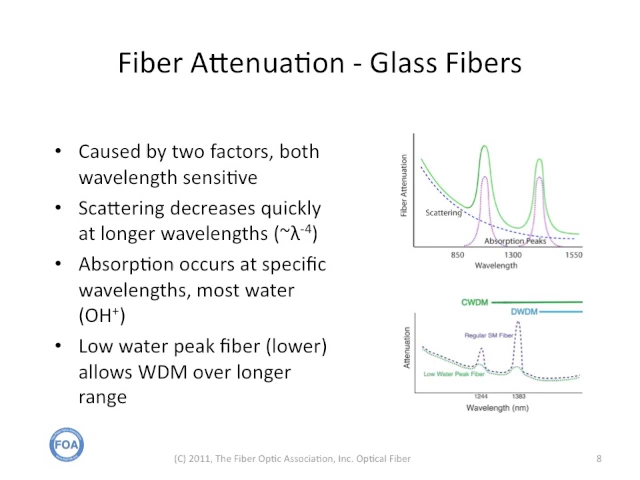 Fiber Attenuation - Glass Fibers
• Caused by two factors, both
wavelength sensitive
• Scattering decreases quickly
at longer wavelengths (~λ-4)
• Absorption occurs at specific
wavelengths, most water
(OH+)
• Low water peak fiber (lower)
allows WDM over longer
range
Fiber Attenuation
Scattering
Absorption Peaks
850 1300 1550
Wavelength
CWDM
DWDM
Attenuation
Regular SM Fiber
Low Water Peak Fiber
1244 1383
Wavelength (nm)
FOA
(C) 2011, The Fiber Optic Association, Inc. Optical Fiber
8